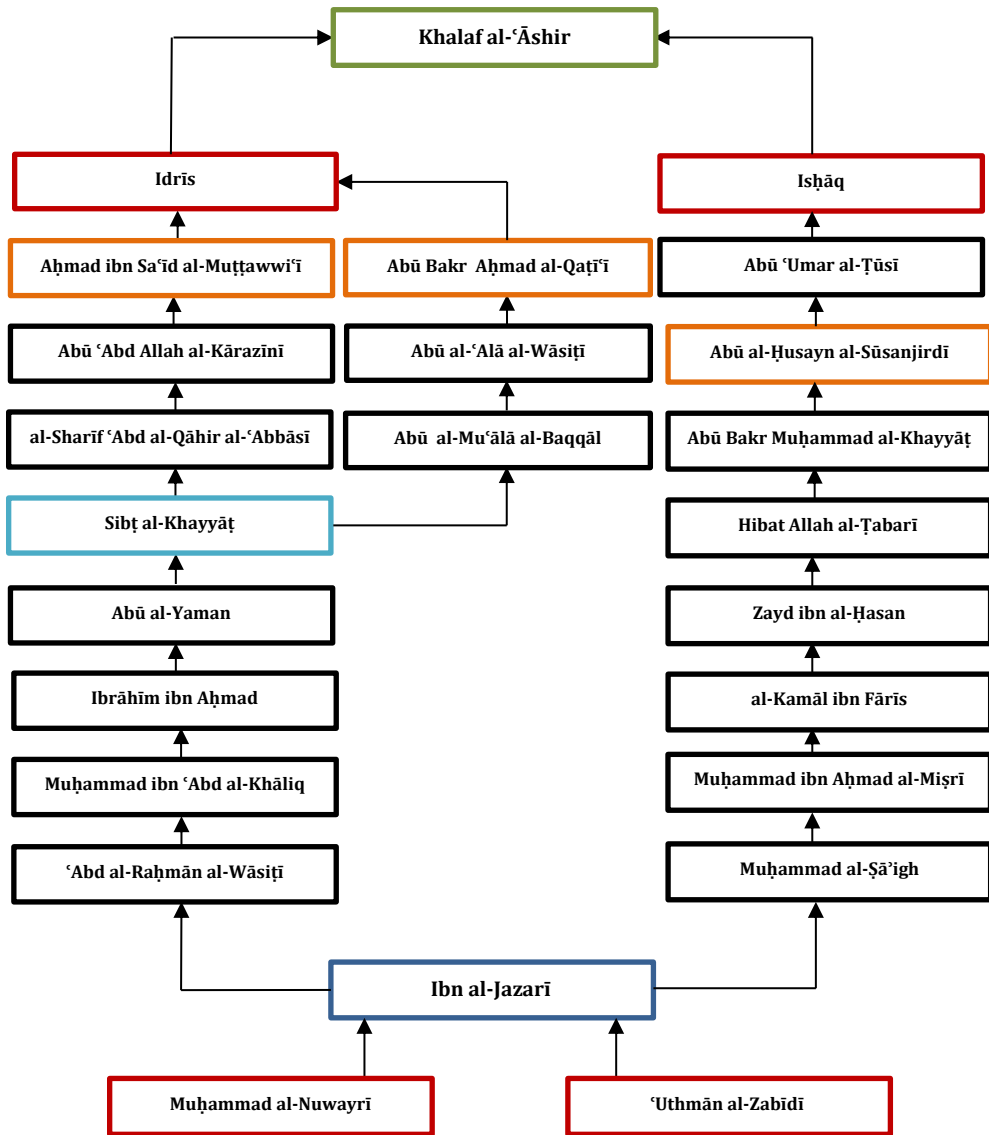 Khalaf al-ʿĀshir
Idrīs
Isḥāq
Aḥmad ibn Saʿīd al-Muṭṭawwiʿī
Abū Bakr  Aḥmad al-Qaṭīʿī
Abū ʿUmar al-Ṭūsī
Abū ʿAbd Allah al-Kārazīnī
Abū al-ʿAlā al-Wāsiṭī
Abū al-Ḥusayn al-Sūsanjirdī
al-Sharīf ʿAbd al-Qāhir al-ʿAbbāsī
Abū  al-Muʿālā al-Baqqāl
Abū Bakr Muḥammad al-Khayyāṭ
Sibṭ al-Khayyāṭ
Hibat Allah al-Ṭabarī
Abū al-Yaman
Zayd ibn al-Ḥasan
Ibrāhīm ibn Aḥmad
al-Kamāl ibn Fārīs
Muḥammad ibn ʿAbd al-Khāliq
Muḥammad ibn Aḥmad al-Miṣrī
ʿAbd al-Raḥmān al-Wāsiṭī
Muḥammad al-Ṣāʾigh
Ibn al-Jazarī
Muḥammad al-Nuwayrī
ʿUthmān al-Zabīdī